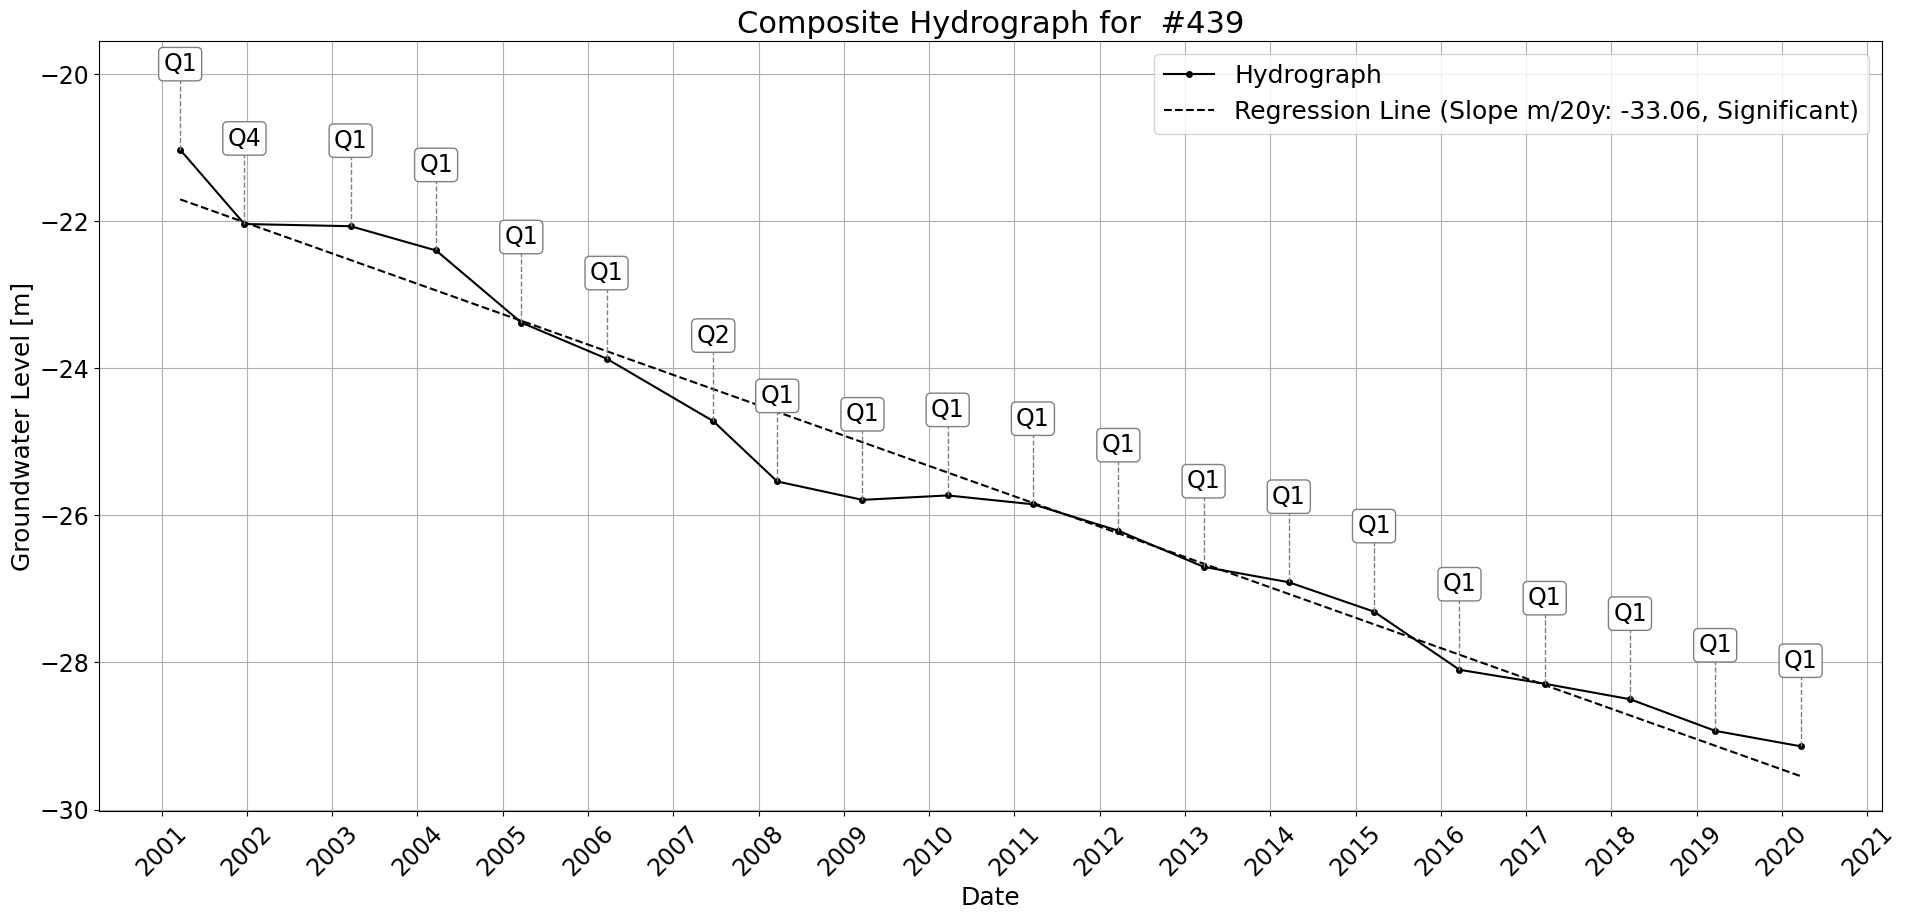 Composite Hydrograph for  #439
Hydrograph
Regression Line (Slope m/20y: -33.06, Significant)
Groundwater Level [m]
−20
−22
−24
−26
−28
−30
Q1
Q4
Q1
Q1
Q1
Q1
Q2
Q1
Q1
Q1
Q1
Q1
Q1
Q1
Q1
Q1
Q1
Q1
Q1
Q1
2001
2002
2003
2004
2005
2006
2007
2008
2009
2010
2011
2012
2013
2014
2015
2016
2017
2018
2019
2020
2021
Date